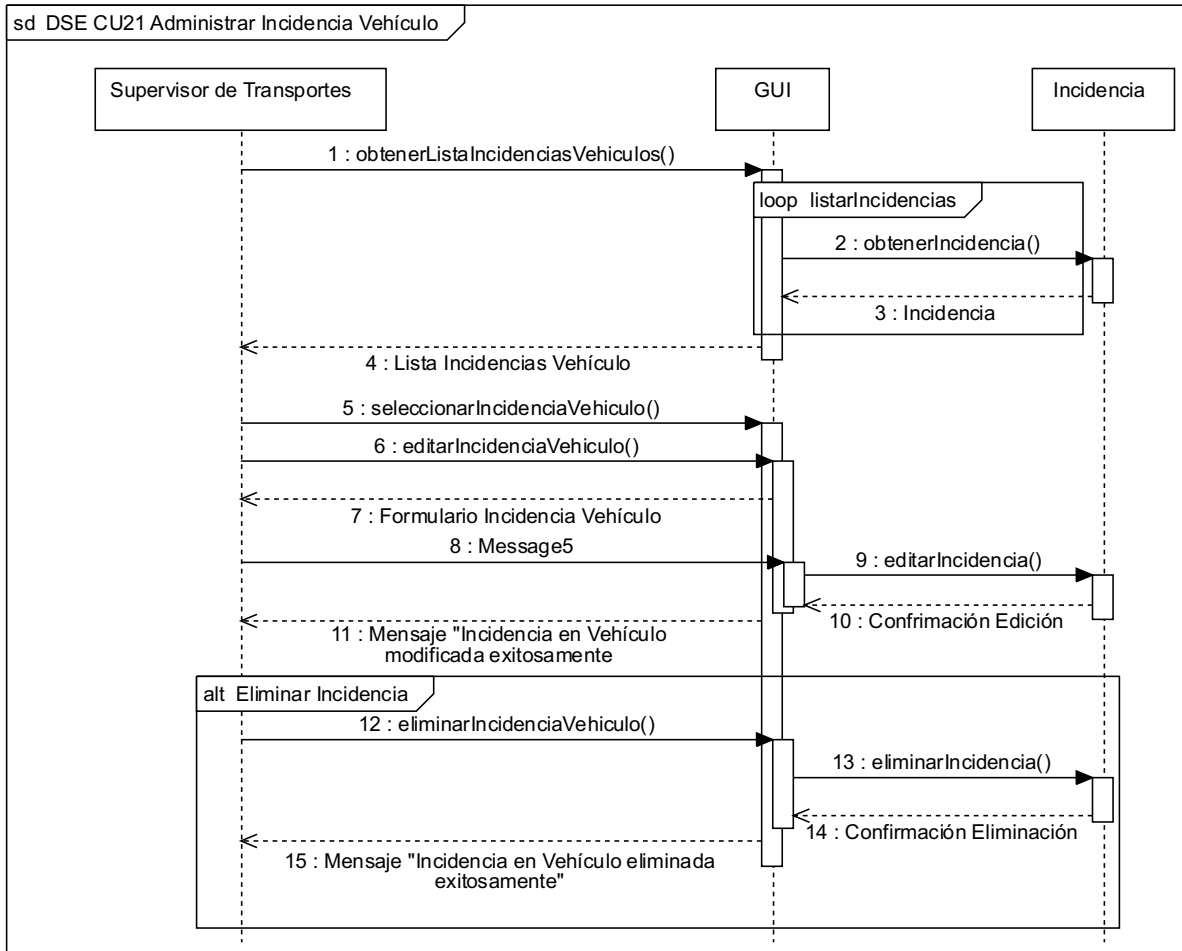 sd DSE CU21 Administrar Incidencia Vehículo
Supervisor de Transportes
GUI
Incidencia
1 : obtenerListaIncidenciasVehiculos()
loop listarIncidencias
2 : obtenerIncidencia()
3 : Incidencia
4 : Lista Incidencias Vehículo
5 : seleccionarIncidenciaVehiculo()
6 : editarIncidenciaVehiculo()
7 : Formulario Incidencia Vehículo
8 : Message5
9 : editarIncidencia()
10 : Confrimación Edición
11 : Mensaje "Incidencia en Vehículo
modificada exitosamente
alt Eliminar Incidencia
12 : eliminarIncidenciaVehiculo()
13 : eliminarIncidencia()
14 : Confirmación Eliminación
15 : Mensaje "Incidencia en Vehículo eliminada
exitosamente"